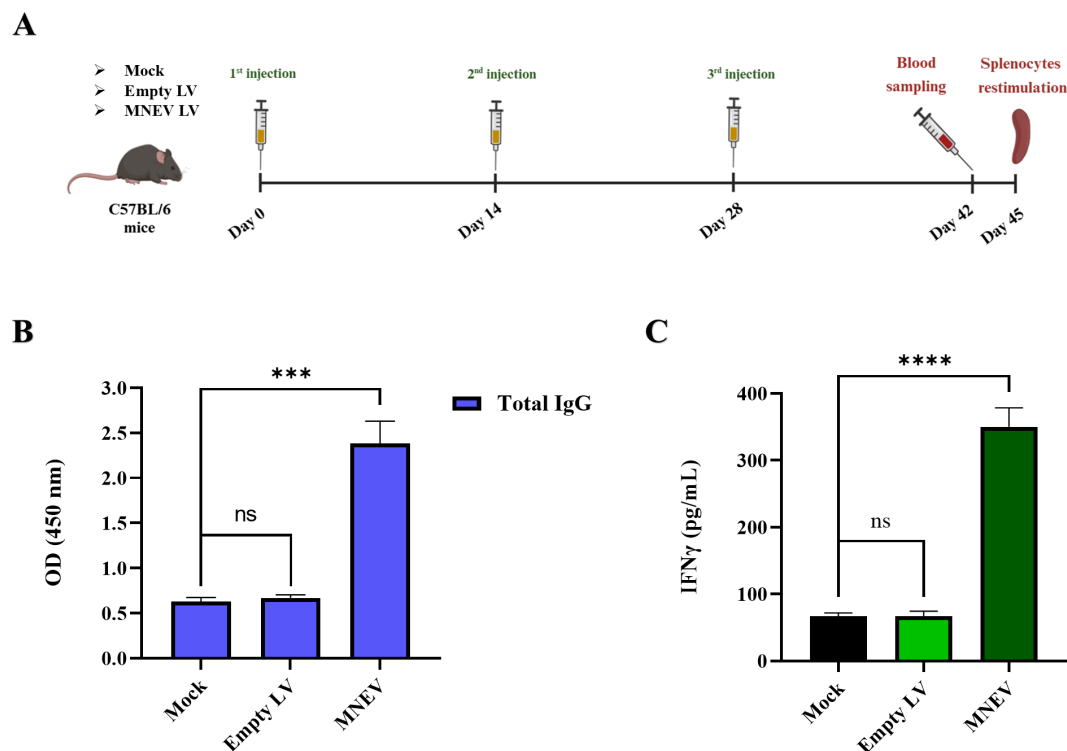 A
➢ Mock
➢ Empty LV
➢ MNEV LV
C57BL/6
mice
1st injection
2nd injection
3rd injection
Blood
sampling
Splenocytes
restimulation
Day 0
Day 14
Day 28
Day 42
Day 45
B
OD (450 nm)
3.0
2.5
2.0
1.5
1.0
0.5
0.0
***
ns
Mock
Empty LV
MNEV
Total IgG
C
IFNγ (pg/mL)
400
300
200
100
0
****
ns
Mock
Empty LV
MNEV